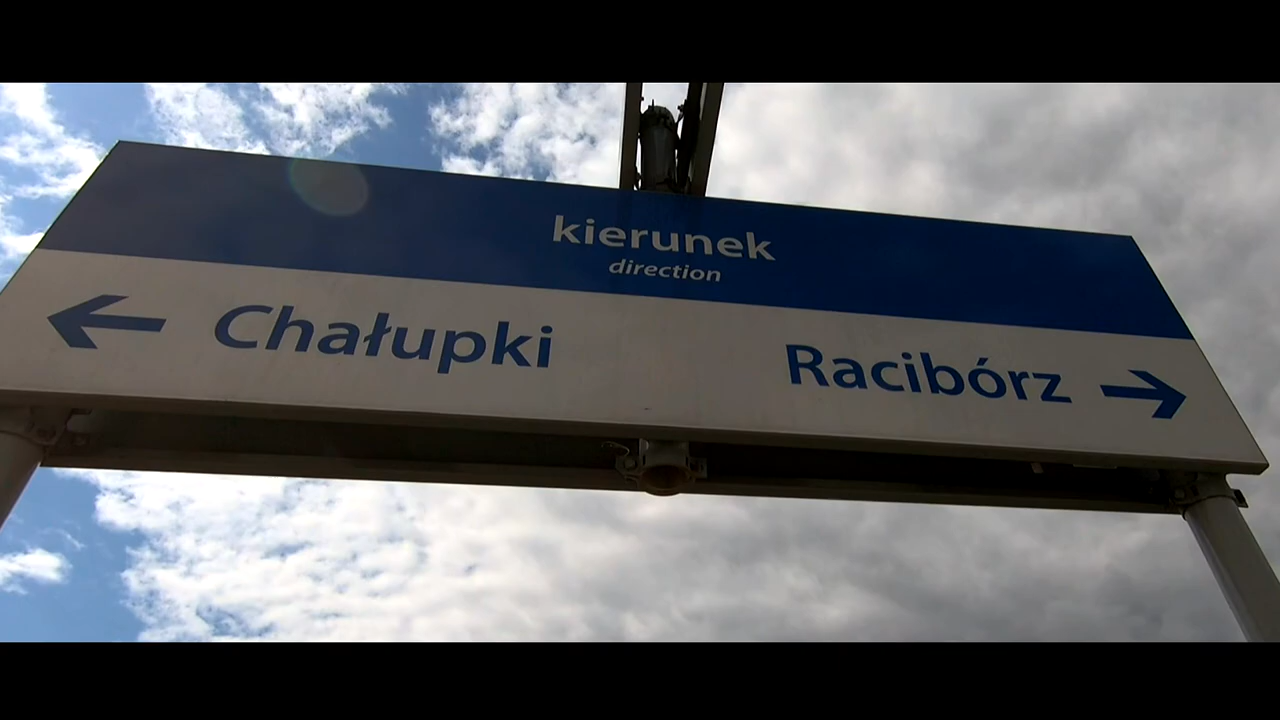 kierunek
direction
← Chałupki
Racibórz →